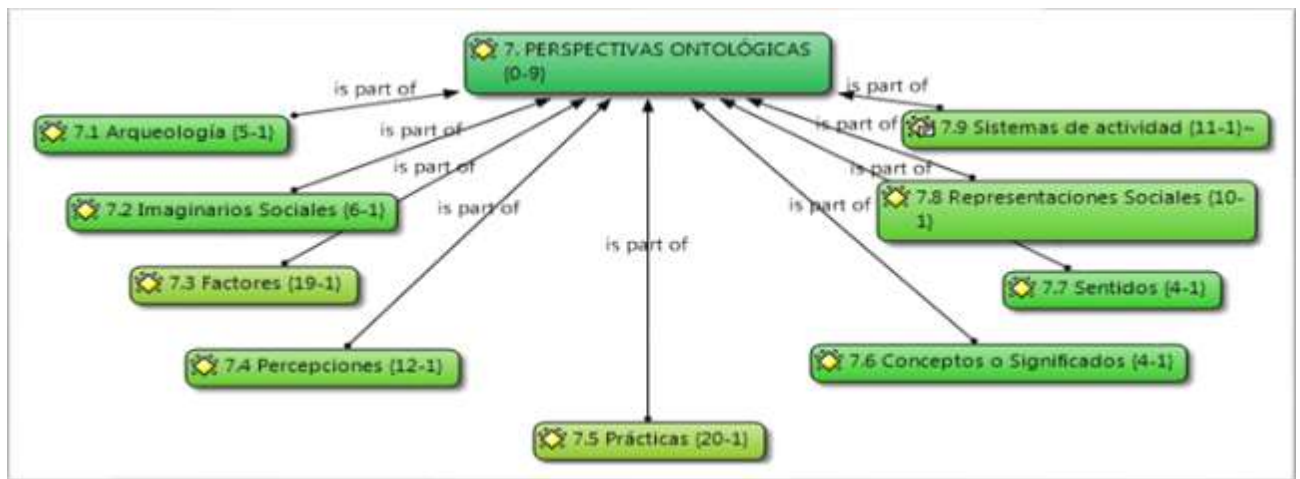 7. PERSPECTIVAS ONTOLÓGICAS
{0-9}
is part of
is part of
7.1 Arqueología {5-1}
is part of
is part of
7.9 Sistemas de actividad {11-1}~
is part of
is part of
7.2 Imaginarios Sociales {6-1}
is part of
is part of
7.8 Representaciones Sociales {10-
1}
is part of
7.3 Factores {19-1}
7.7 Sentidos {4-1}
7.4 Percepciones {12-1}
7.6 Conceptos o Significados {4-1}
7.5 Prácticas {20-1}